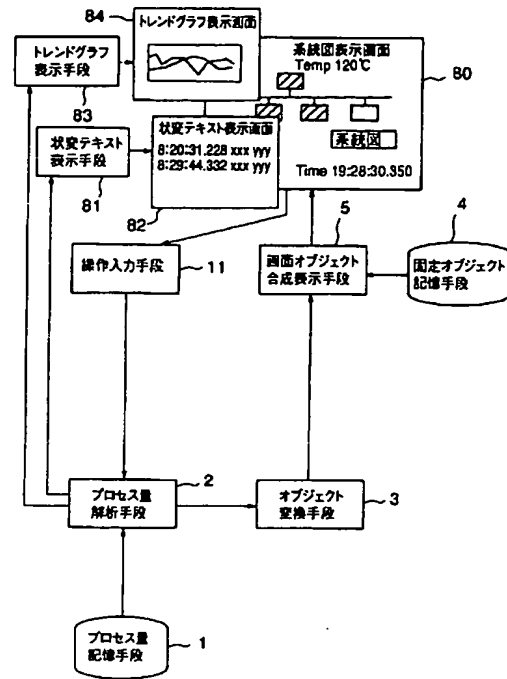 84
トレンドグラフ表示画面
トレンドグラフ
表示手段
83
系統図表示画面
Temp 120℃
80
系統図
Time 19:28:30.350
状変テキスト
表示手段
81
状変テキスト表示画面
8:20:31.228 xxx yyy
8:29:44.332 xxx yyy
82
操作入力手段
11
5
画面オブジェクト
合成表示手段
4
固定オブジェクト
記憶手段
2
プロセス量
解析手段
オブジェクト
変換手段
3
プロセス量
記憶手段
1